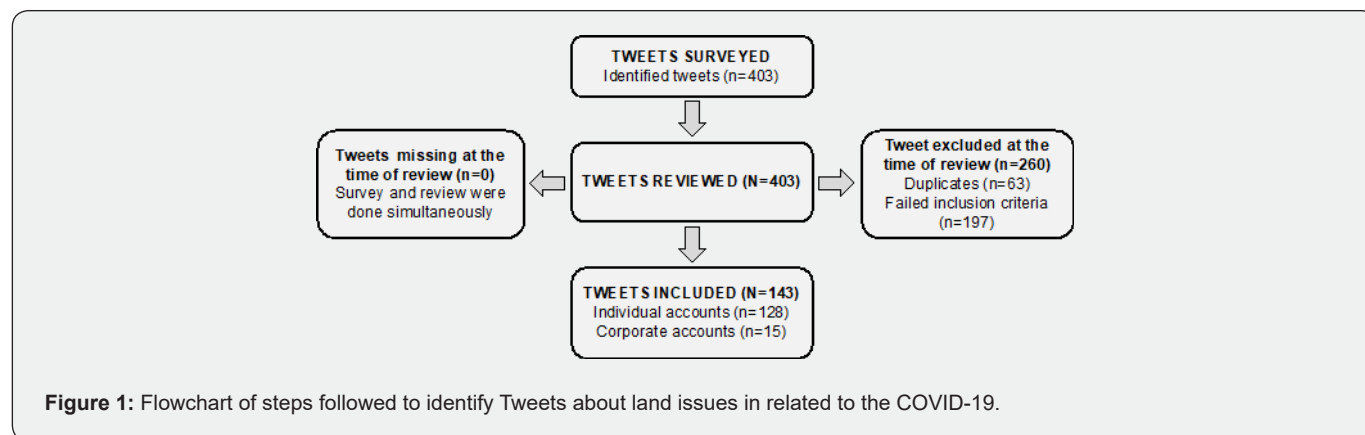 TWEETS SURVEYED
Identified tweets (n=403)
Tweets missing at
the time of review (n=0)
Survey and review were
done simultaneously
TWEETS REVIEWED (N=403)
Tweet excluded at the
time of review (n=260)
Duplicates (n=63)
Failed inclusion criteria
(n=197)
TWEETS INCLUDED (N=143)
Individual accounts (n=128)
Corporate accounts (n=15)
Figure 1: Flowchart of steps followed to identify Tweets about land issues in related to the COVID-19.